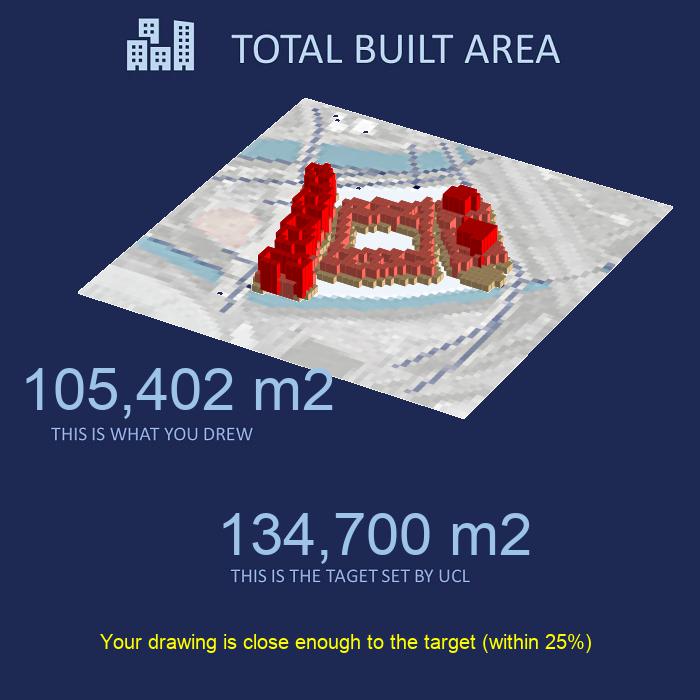 TOTAL BUILT AREA
105,402 m2
THIS IS WHAT YOU DREW
134,700 m2
THIS IS THE TAGET SET BY UCL
Your drawing is close enough to the target (within 25%)